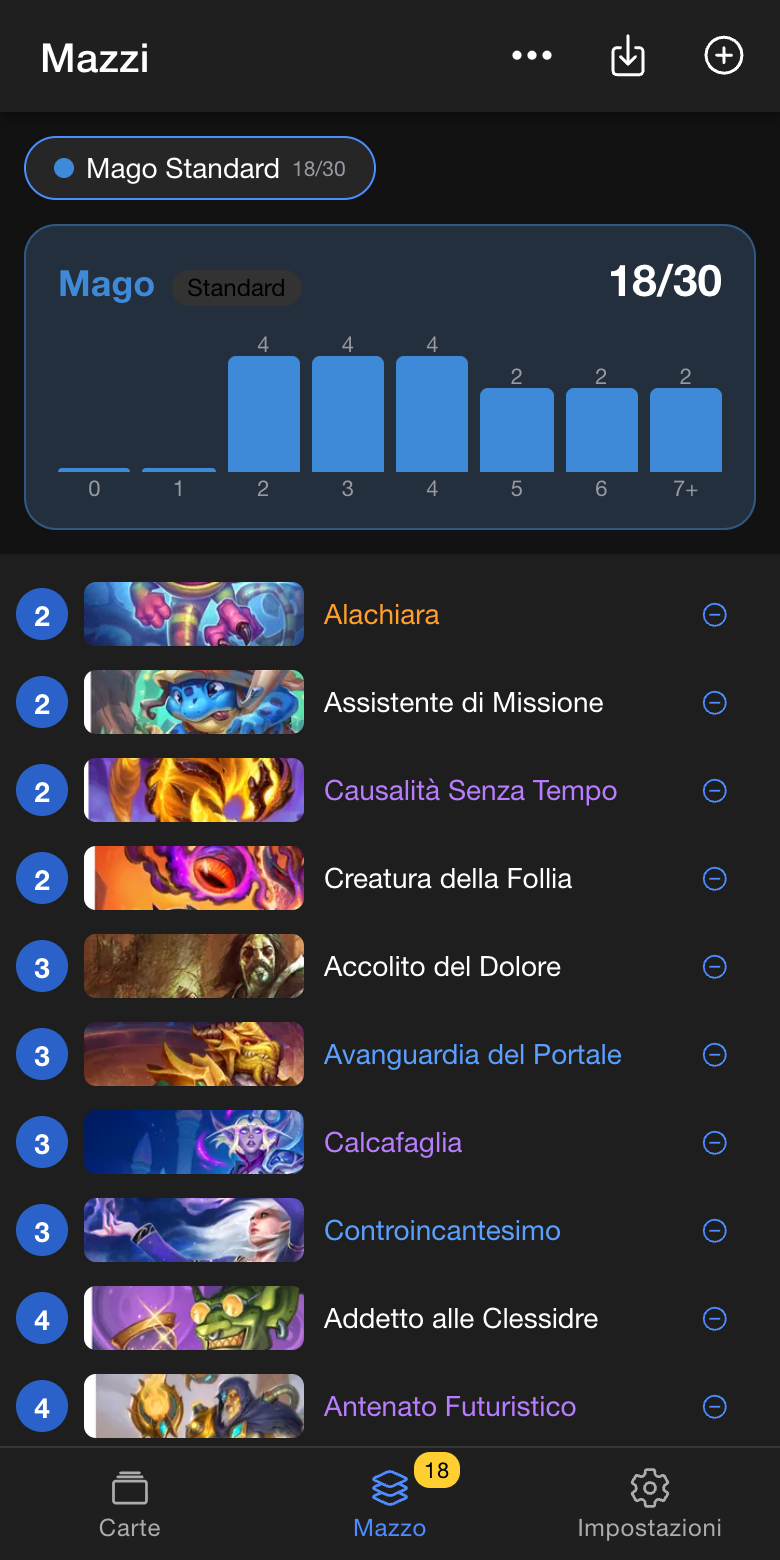 Mazzi
Mago Standard 18/30
Mago Standard 18/30
4 4 4 2 2 2
0 1 2 3 4 5 6 7+
2 Alachiara
2 Assistente di Missione
2 Causalità Senza Tempo
2 Creatura della Follia
3 Accolito del Dolore
3 Avanguardia del Portale
3 Calcafaglia
3 Controincantesimo
4 Addetto alle Clessidre
4 Antenato Futuristico
18
Carte Mazzo Impostazioni